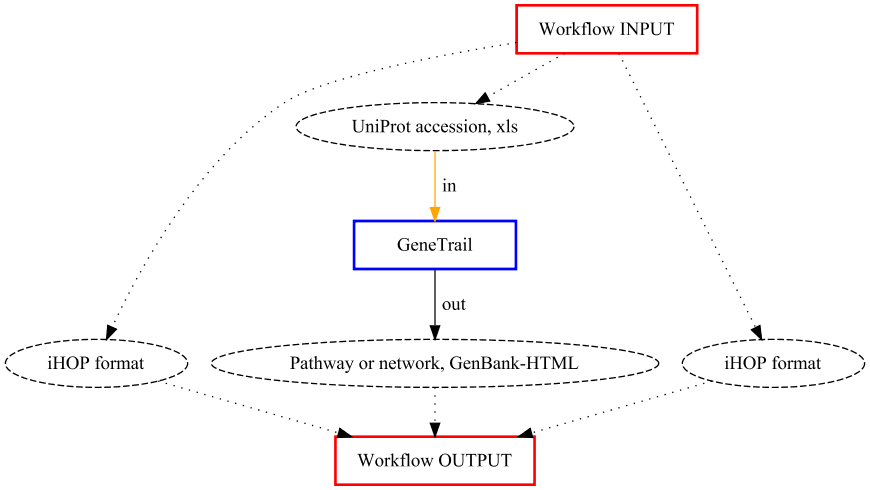 Workflow INPUT
UniProt accession, xls
in
GeneTrail
out
iHOP format
Pathway or network, GenBank-HTML
iHOP format
Workflow OUTPUT